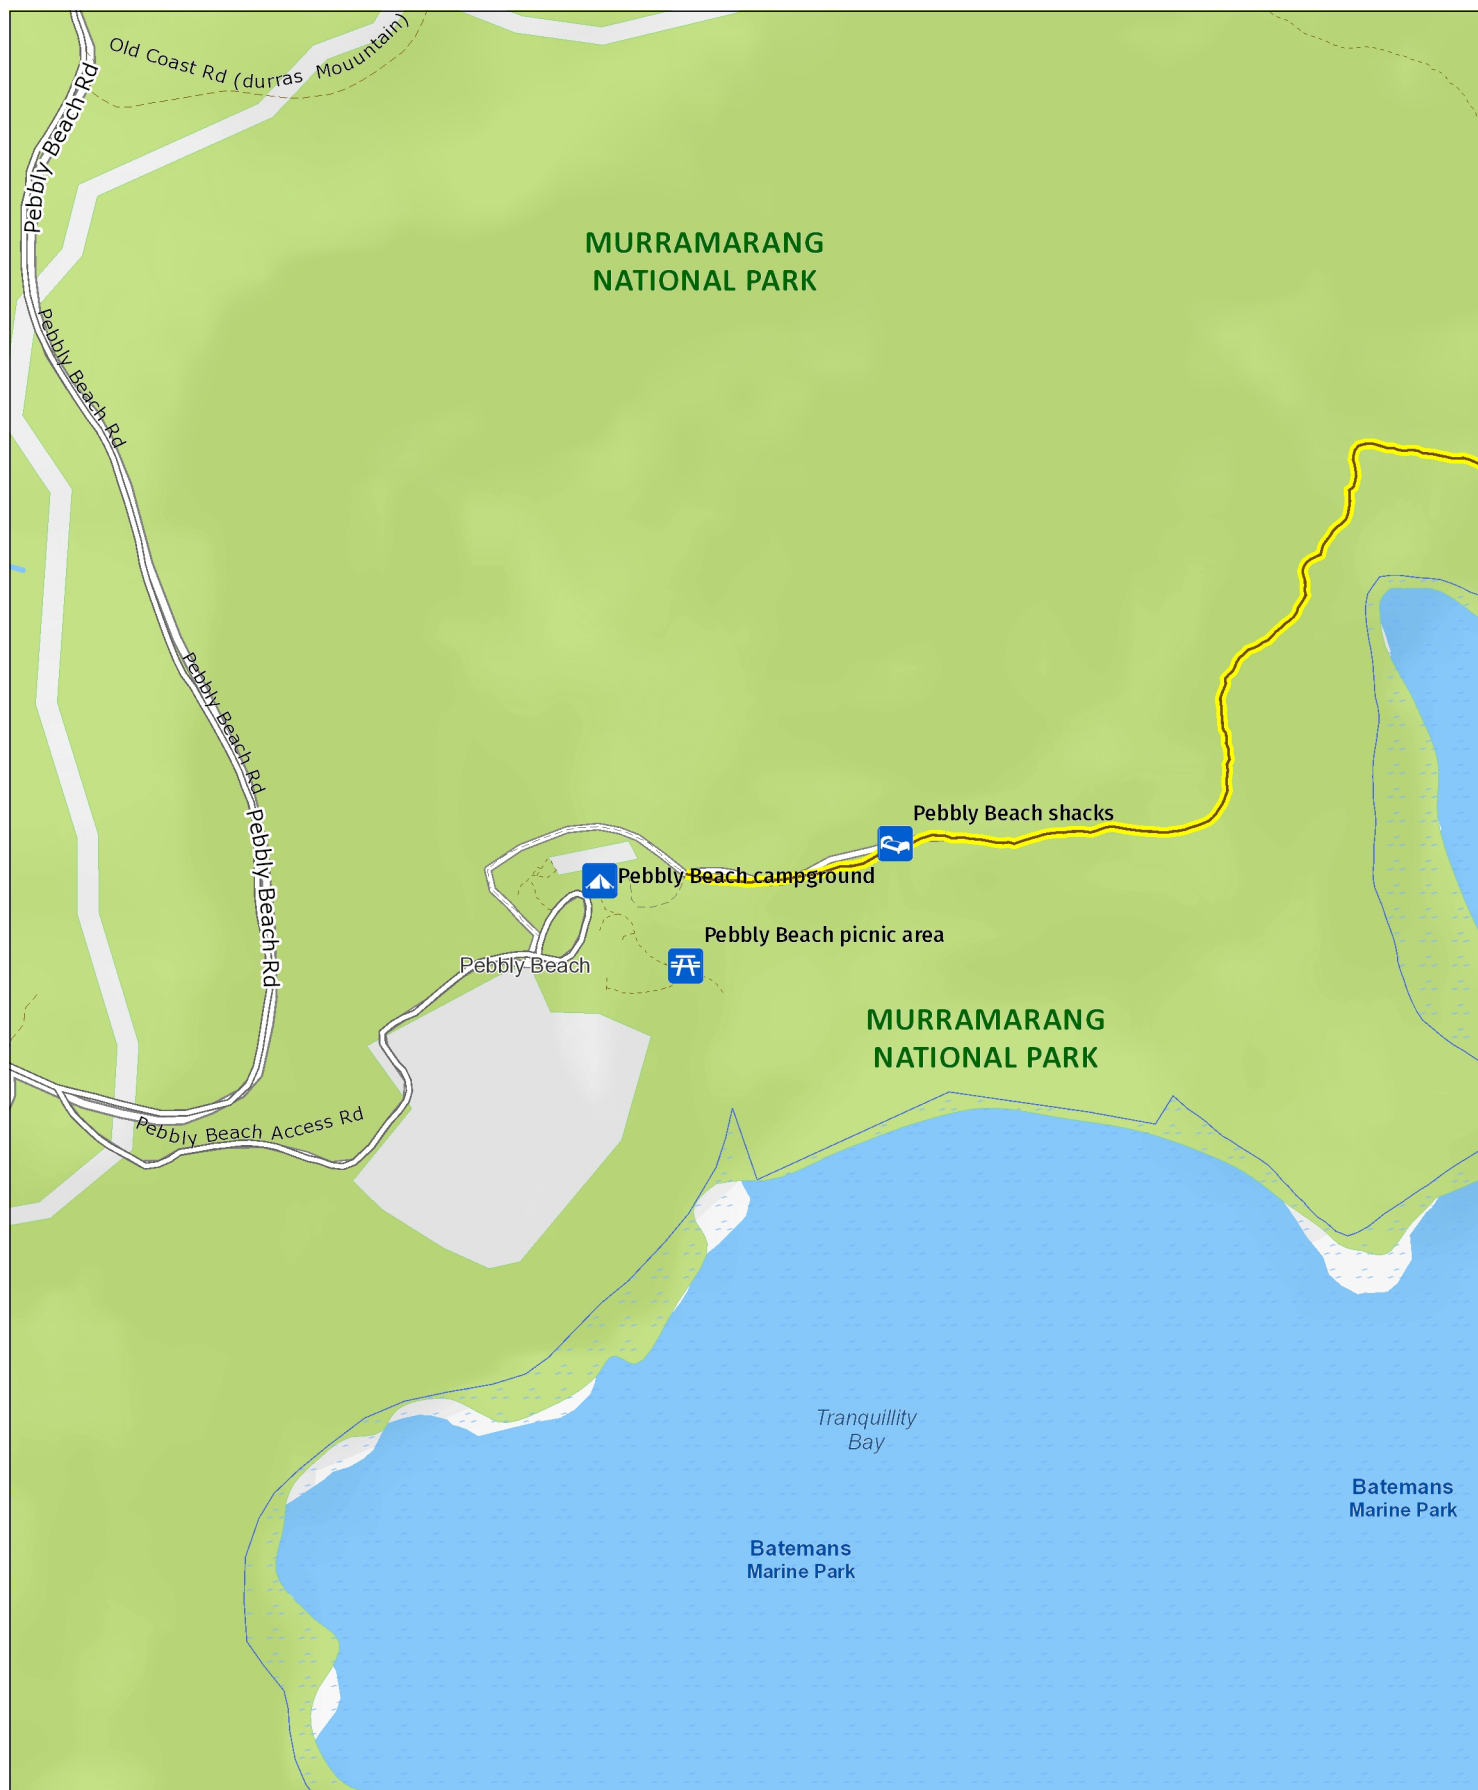 Old Coast Rd (durras Mouuntain)
Pebbly-Beach-Rd
MURRAMARANG
NATIONAL PARK
Pebbly Beach Rd
Pebbly Beach Rd
Pebbly Beach shacks
Pebbly-Beach-Rd
Pebbly Beach campground
Pebbly Beach picnic area
Pebbly Beach
MURRAMARANG
NATIONAL PARK
Pebbly Beach Access Rd
Tranquillity
Bay
Batemans
Marine Park
Batemans
Marine Park